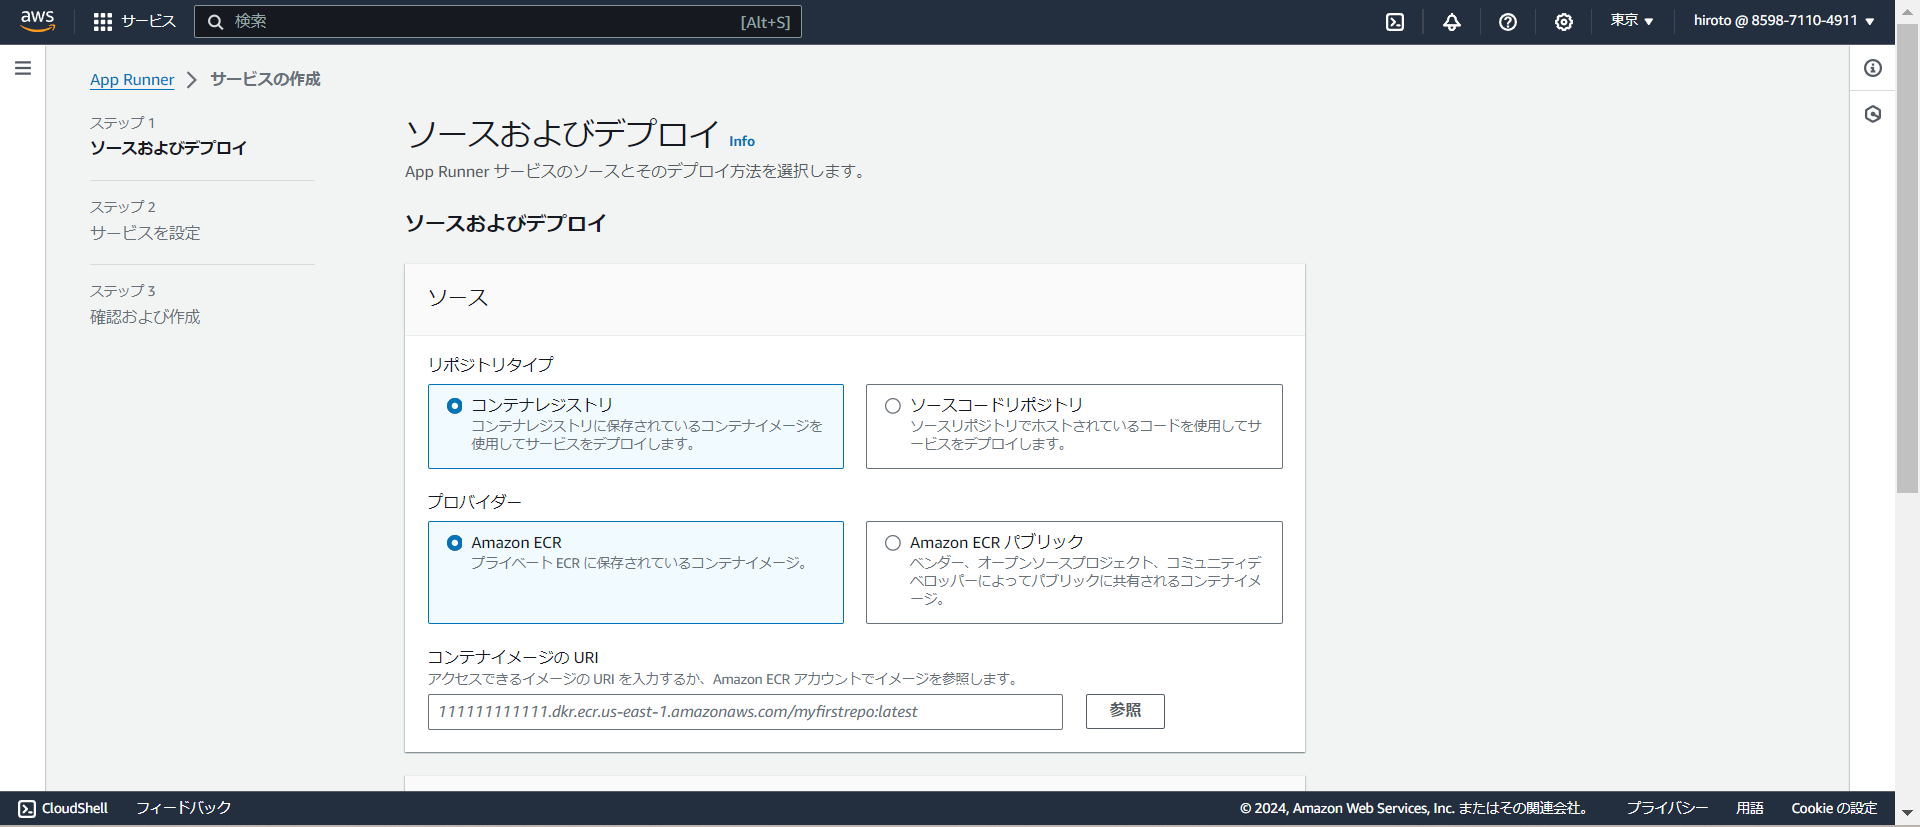 aws
サービス
検索
[Alt+S]
東京
hiroto @ 8598-7110-4911
App Runner
サービスの作成
ステップ 1
ソースおよびデプロイ
ステップ 2
サービスを設定
ステップ 3
確認および作成
ソースおよびデプロイ Info
App Runner サービスのソースとそのデプロイ方法を選択します。
ソースおよびデプロイ
ソース
リポジトリタイプ
コンテナレジストリ
コンテナレジストリに保存されているコンテナイメージを
使用してサービスをデプロイします。
ソースコードリポジトリ
ソースリポジトリでホストされているコードを使用してサ
ービスをデプロイします。
プロバイダー
Amazon ECR
プライベート ECR に保存されているコンテナイメージ。
Amazon ECR パブリック
ベンダー、オープンソースプロジェクト、コミュニティデ
ベロッパーによってパブリックに共有されるコンテナイメ
ージ。
コンテナイメージの URI
アクセスできるイメージの URI を入力するか、Amazon ECR アカウントでイメージを参照します。
111111111111.dkr.ecr.us-east-1.amazonaws.com/myfirstrepo:latest
参照
CloudShell
フィードバック
© 2024, Amazon Web Services, Inc. またはその関連会社。
プライバシー
用語
Cookie の設定